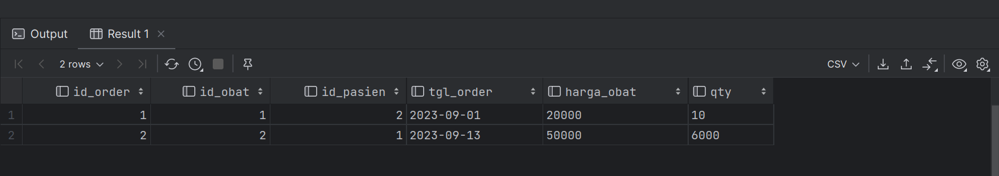 Output Result 1
2 rows CSV
id_order id_obat id_pasien tgl_order harga_obat qty
1 1 1 2 2023-09-01 20000 10
2 2 2 1 2023-09-13 50000 6000